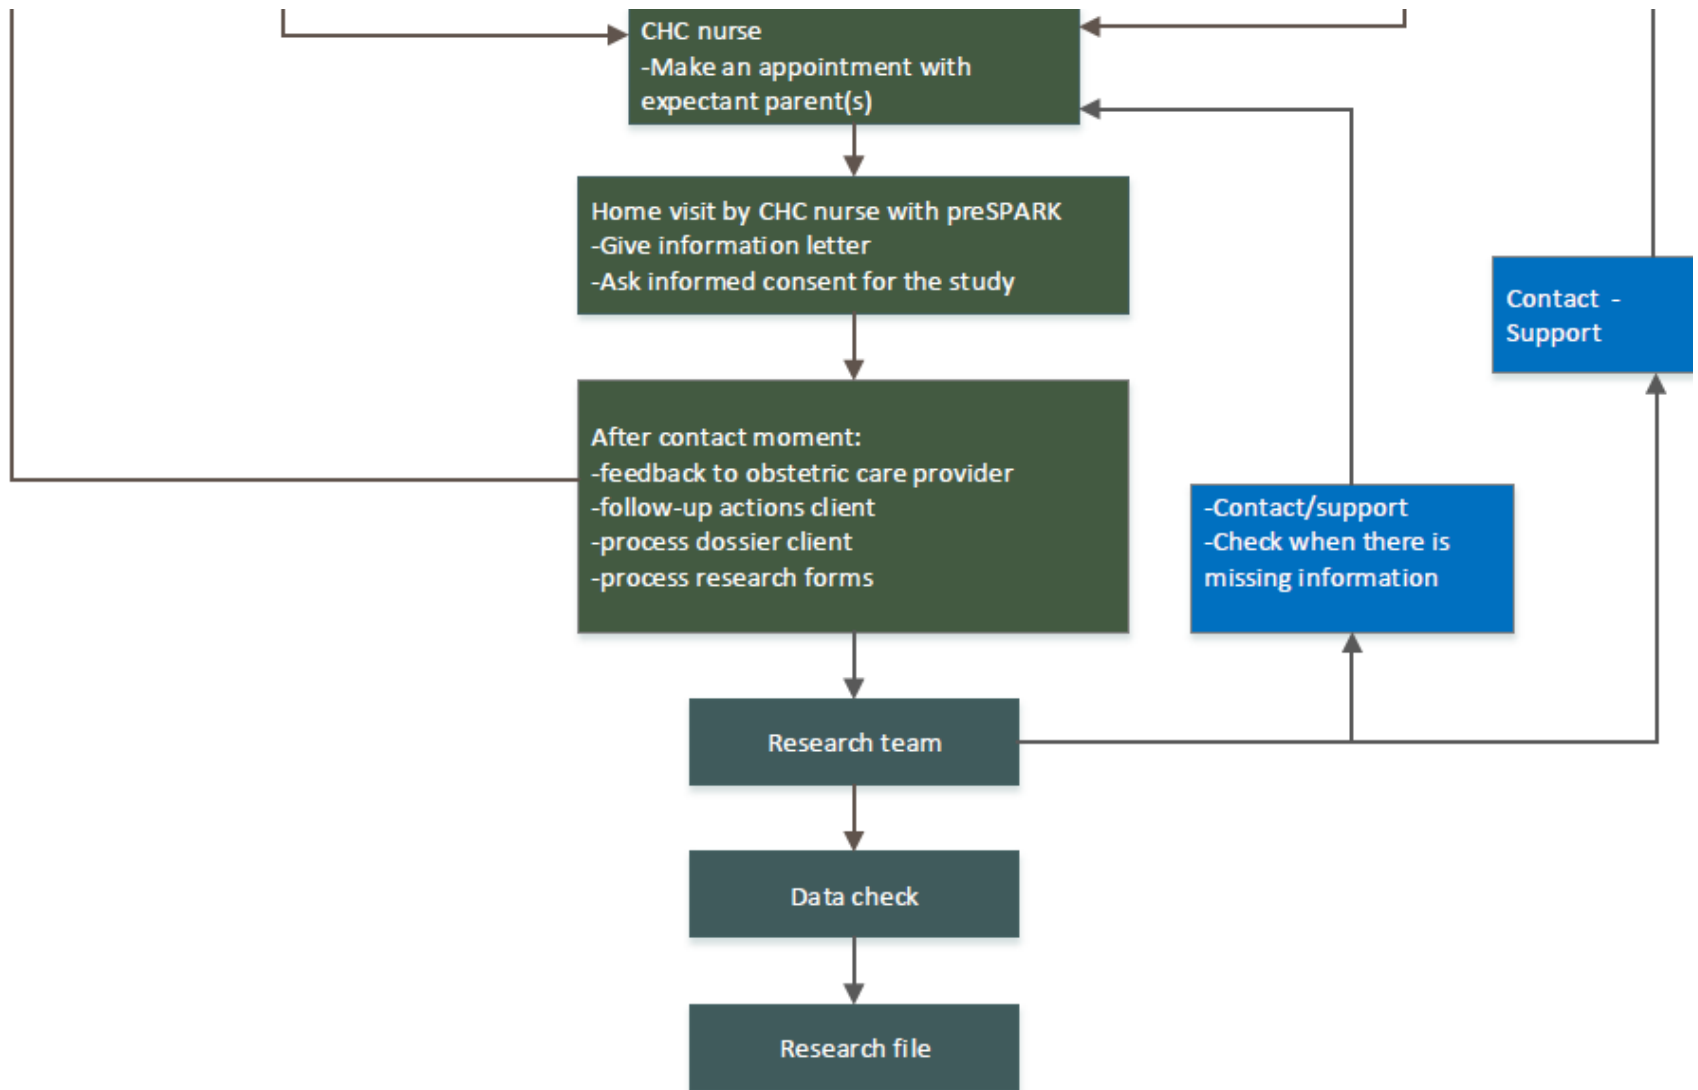 CHC nurse
-Make an appointment with
expectant parent(s)
Home visit by CHC nurse with preSPARK
-Give information letter
-Ask informed consent for the study
Contact -
Support
After contact moment:
-feedback to obstetric care provider
-follow-up actions client
-process dossier client
-process research forms
-Contact/support
-Check when there is
missing information
Research team
Data check
Research file